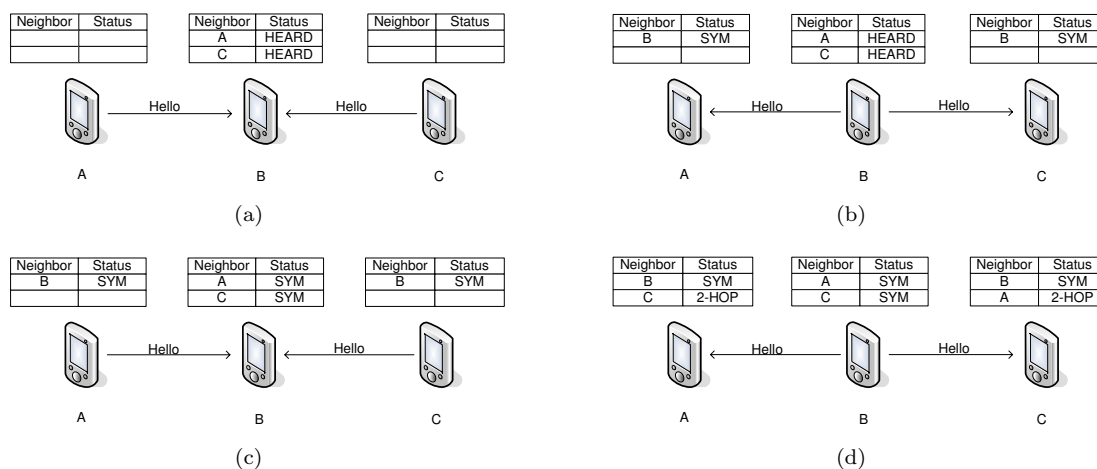 Neighbor Status Neighbor Status Neighbor Status
A HEARD
C HEARD
Hello Hello
A B C
(a)
Neighbor Status Neighbor Status Neighbor Status
B SYM A HEARD B SYM
C HEARD
Hello Hello
A B C
(b)
Neighbor Status Neighbor Status Neighbor Status
B SYM A SYM B SYM
C SYM
Hello Hello
A B C
(c)
Neighbor Status Neighbor Status Neighbor Status
B SYM A SYM B SYM
C 2-HOP C SYM A 2-HOP
Hello Hello
A B C
(d)